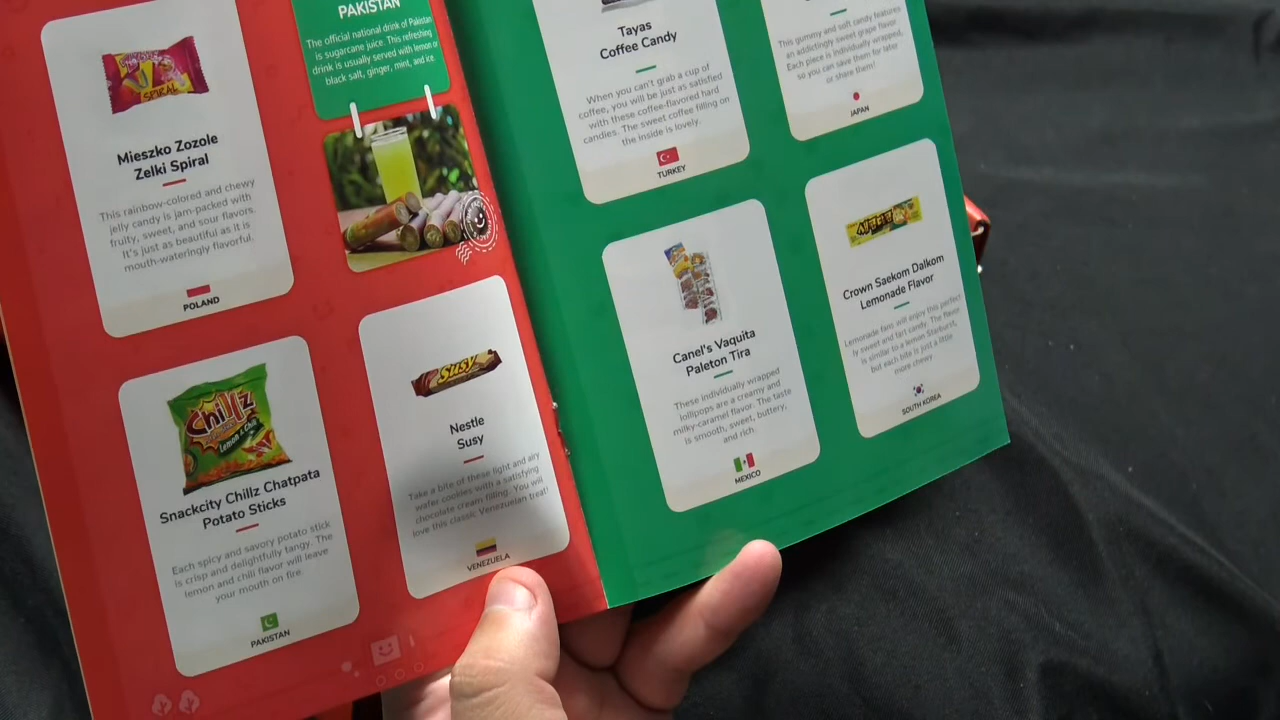 SPIRAL
Mieszko Zozole
Zelki Spiral
This rainbow-colored and chewy
jelly candy is jam-packed with
fruity, sweet, and sour flavors.
It's just as beautiful as it is
mouth-wateringly flavorful.
POLAND
PAKISTAN
The official national drink of Pakistan
is sugarcane juice. This refreshing
drink is usually served with lemon or
black salt, ginger, mint, and ice.
Chillz
Lemon & Chilli
Snackcity Chillz Chatpata
Potato Sticks
Each spicy and savory potato stick
is crisp and delightfully tangy. The
lemon and chili flavor will leave
your mouth on fire.
PAKISTAN
Susy
Nestle
Susy
Take a bite of these light and airy
wafer cookies with a satisfying
chocolate cream filling. You will
love this classic Venezuelan treat!
VENEZUELA
Tayas
Coffee Candy
When you can't grab a cup of
coffee, you will be just as satisfied
with these coffee-flavored hard
candies. The sweet coffee filling on
the inside is lovely.
TURKEY
This gummy and soft candy features
an addictingly sweet grape flavor.
Each piece is individually wrapped,
so you can save them for later
or share them!
JAPAN
Canel's Vaquita
Paleton Tira
These individually wrapped
lollipops are a creamy and
milky-caramel flavor. The taste
is smooth, sweet, buttery,
and rich.
MEXICO
Crown Saekom Dalkom
Lemonade Flavor
Lemonade fans will enjoy this perfect
ly sweet and tart candy. The flavor
is similar to a lemon Starburst,
but each bite is just a little
more chewy.
SOUTH KOREA